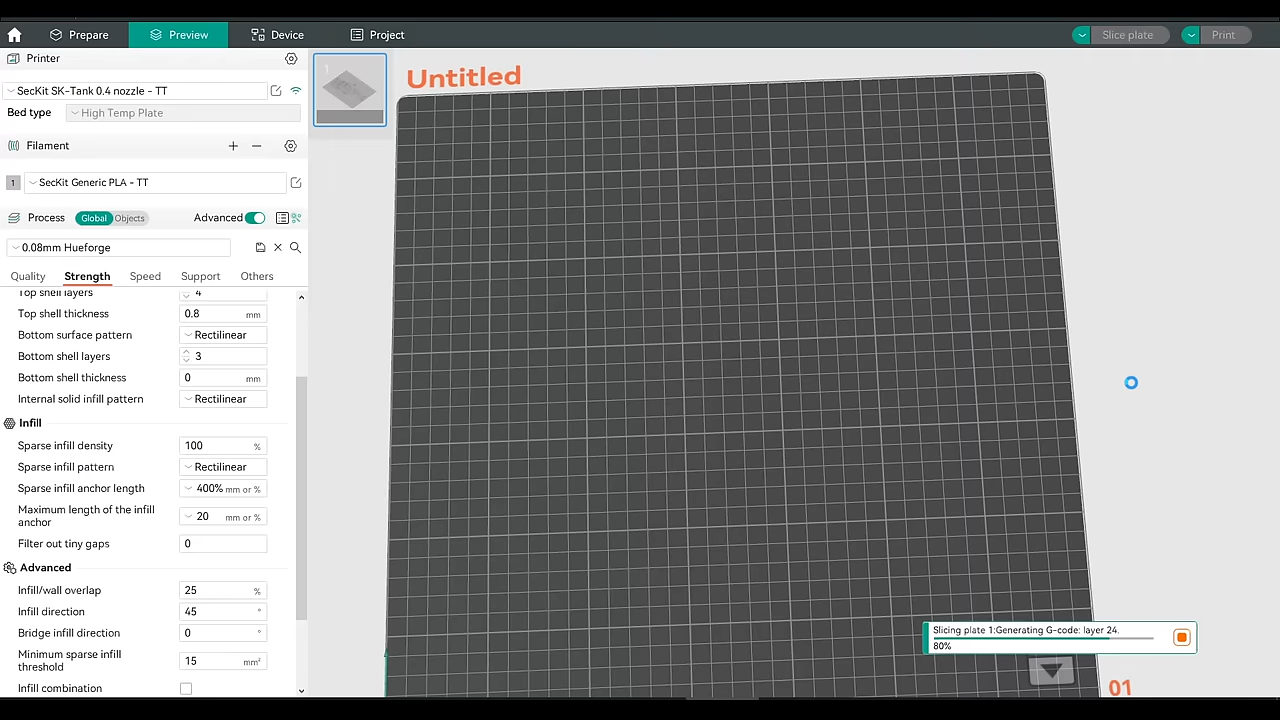 Prepare
Preview
Device
Project
Slice plate
Print
Printer
SecKit SK-Tank 0.4 nozzle - TT
Bed type
High Temp Plate
Filament
1
SecKit Generic PLA - TT
Process
Global
Objects
Advanced
0.08mm Hueforge
Quality
Strength
Speed
Support
Others
Top shell layers
4
Top shell thickness
0.8 mm
Bottom surface pattern
Rectilinear
Bottom shell layers
3
Bottom shell thickness
0 mm
Internal solid infill pattern
Rectilinear
Infill
Sparse infill density
100 %
Sparse infill pattern
Rectilinear
Sparse infill anchor length
400% mm or %
Maximum length of the infill
anchor
20 mm or %
Filter out tiny gaps
0
Advanced
Infill/wall overlap
25 %
Infill direction
45 °
Bridge infill direction
0 °
Minimum sparse infill
threshold
15 mm²
Infill combination
1
Untitled
Slicing plate 1:Generating G-code: layer 24.
80%
01